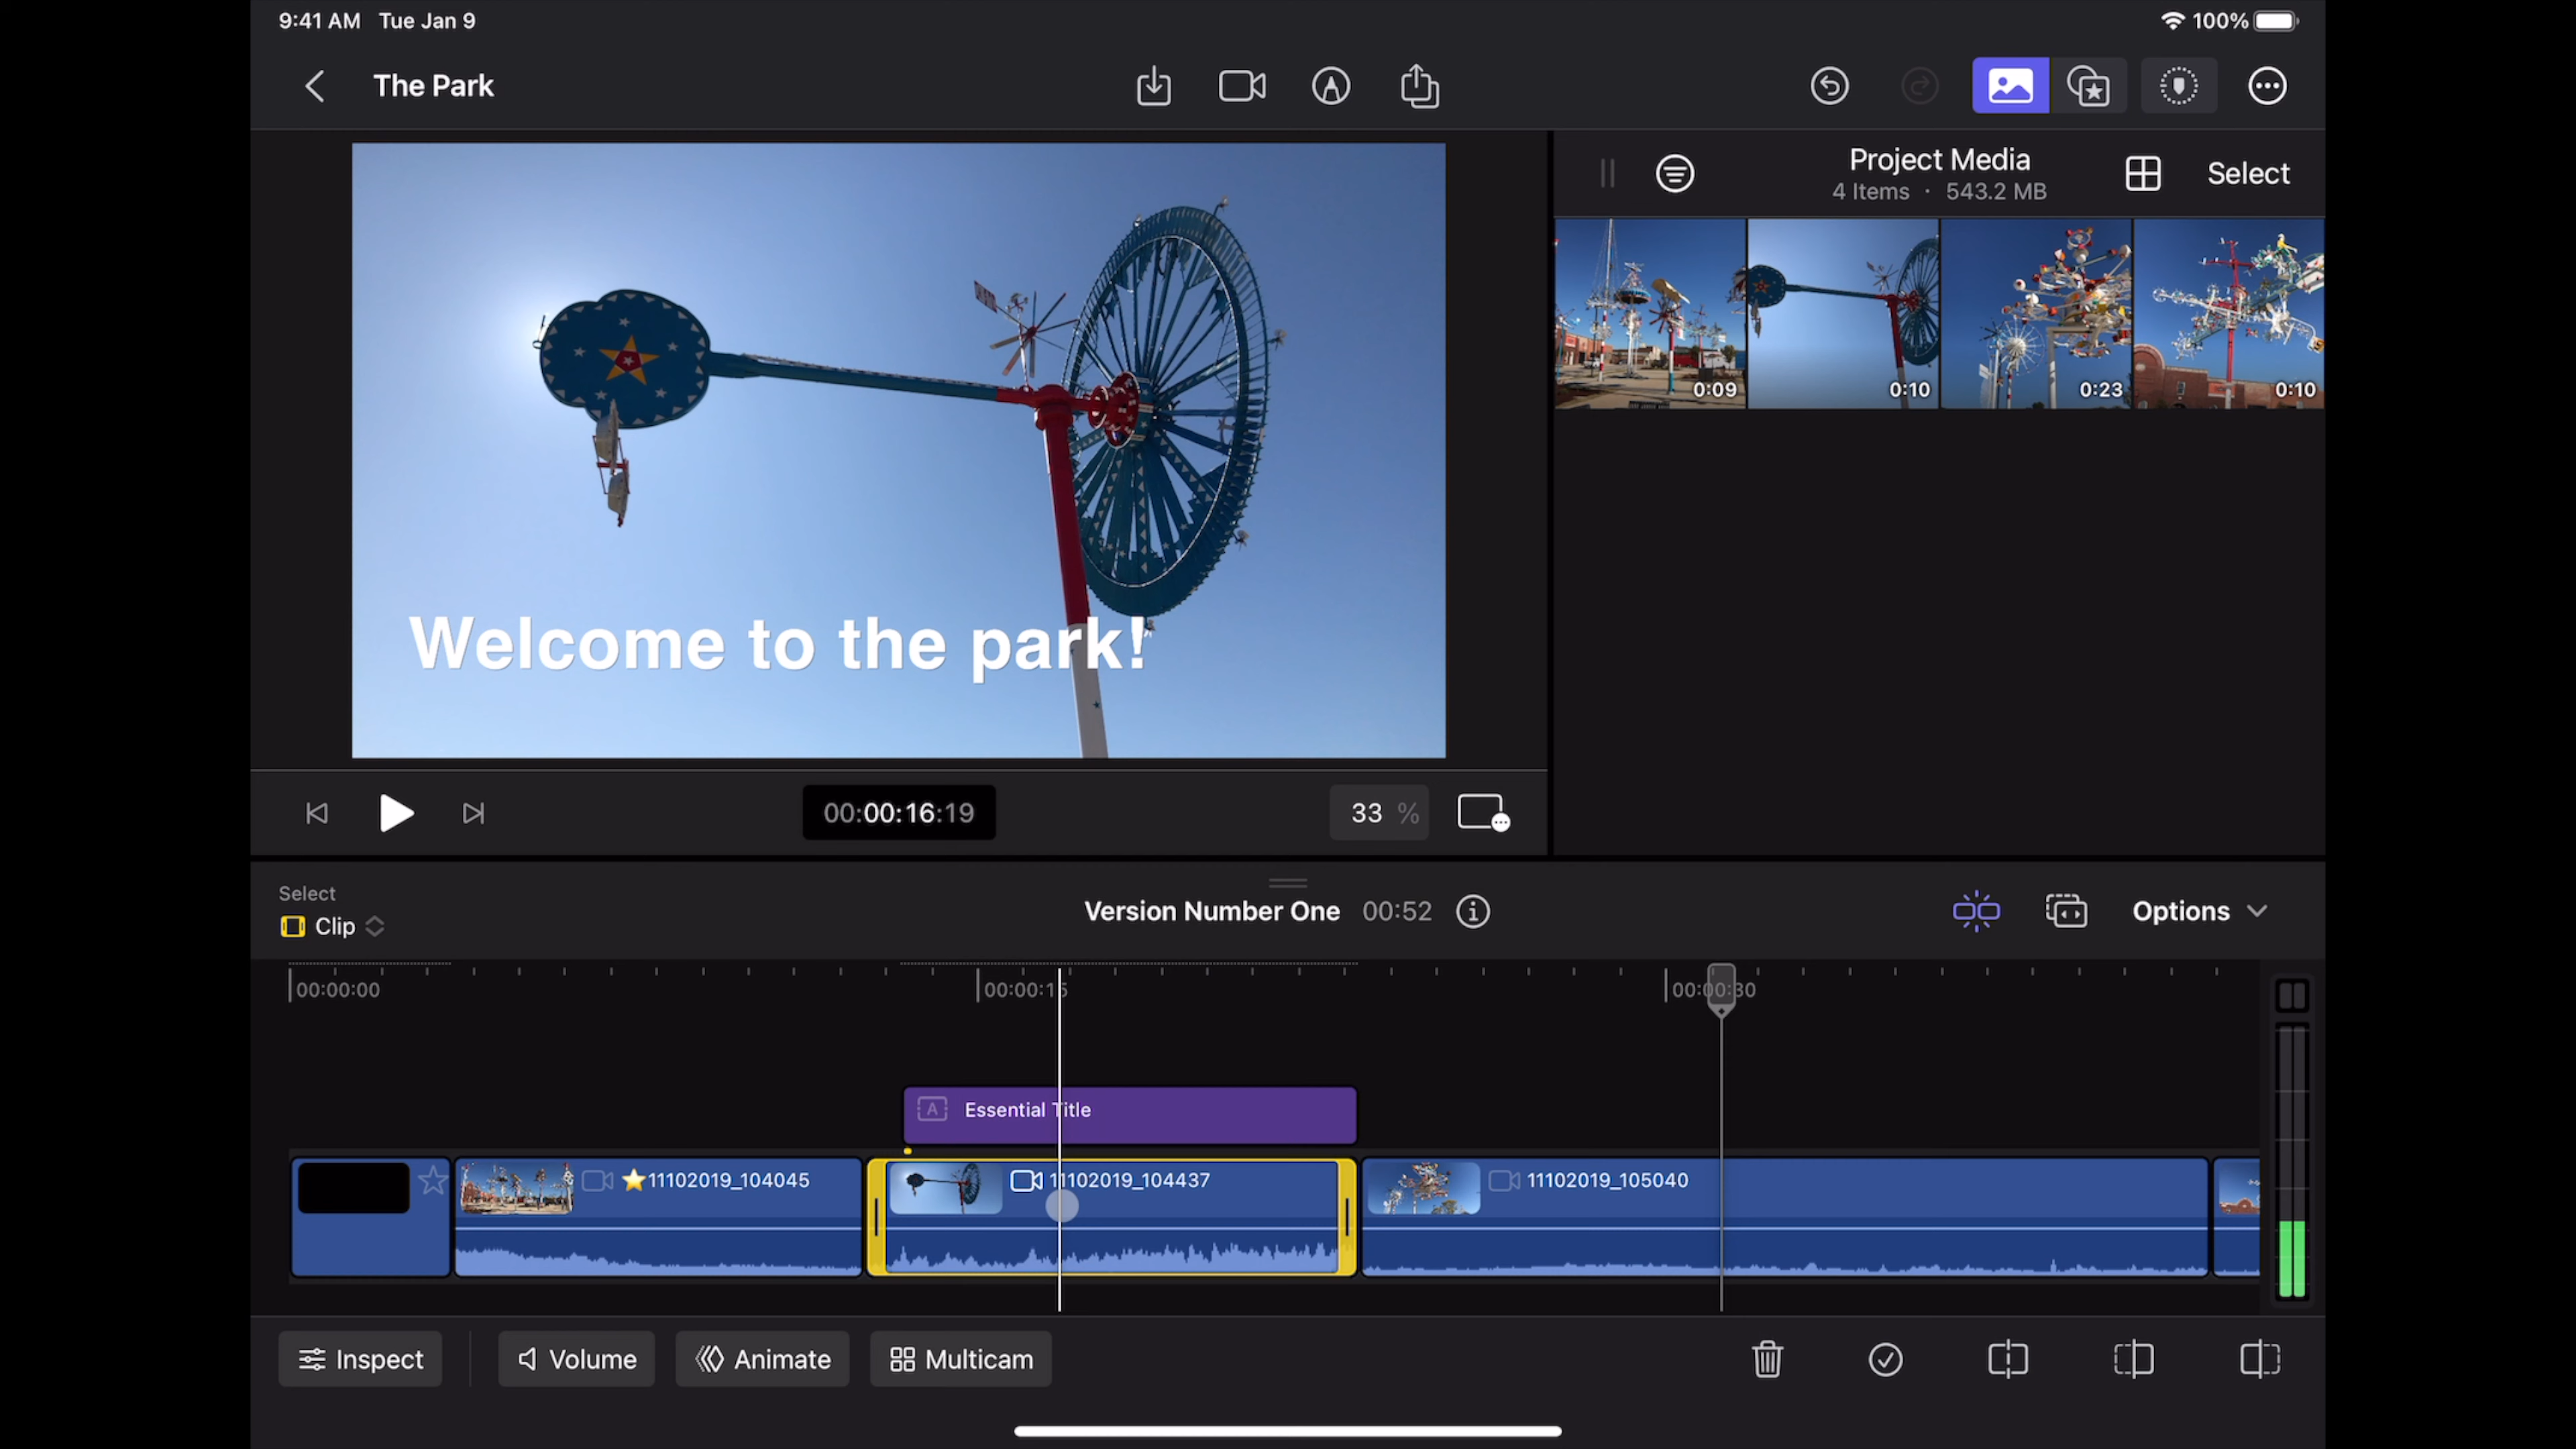 9:41 AM Tue Jan 9
100%
The Park
Project Media
4 Items · 543.2 MB
Select
0:09
0:10
0:23
0:10
Welcome to the park!
00:00:16:19
33 %
Select
Clip
Version Number One 00:52
Options
00:00:00
00:00:15
00:00:30
Essential Title
11102019_104045
11102019_104437
11102019_105040
Inspect
Volume
Animate
Multicam